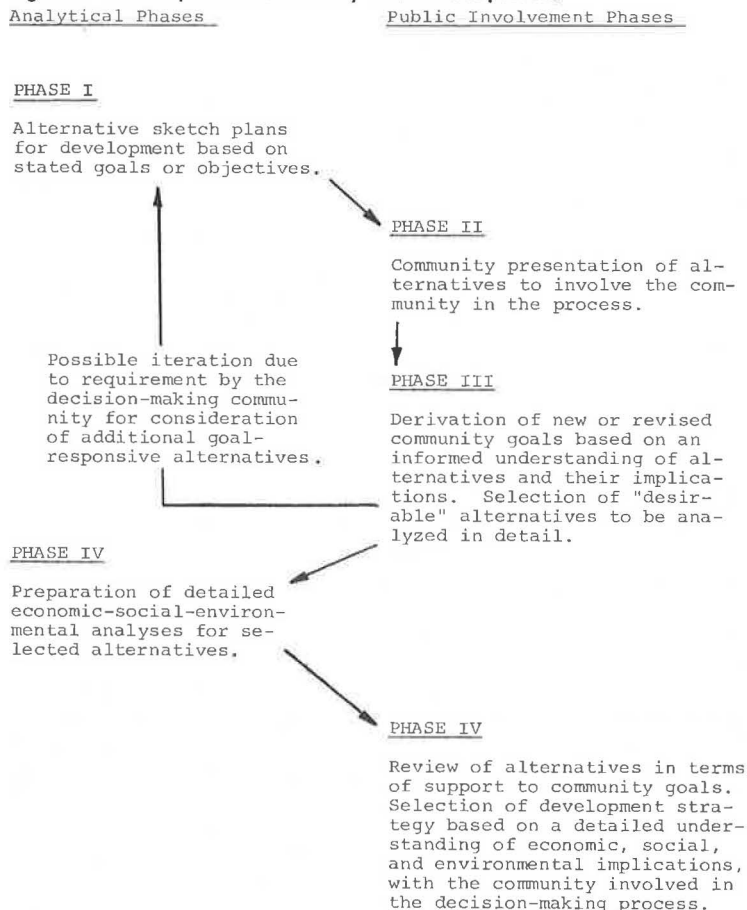 Analytical Phases
Public Involvement Phases
PHASE I
Alternative sketch plans
for development based on
stated goals or objectives.
PHASE II
Community presentation of al-
ternatives to involve the com-
munity in the process.
Possible iteration due
to requirement by the
decision-making commu-
nity for consideration
of additional goal-
responsive alternatives.
PHASE III
Derivation of new or revised
community goals based on an
informed understanding of al-
ternatives and their implica-
tions. Selection of "desir-
able" alternatives to be ana-
lyzed in detail.
PHASE IV
Preparation of detailed
economic-social-environ-
mental analyses for se-
lected alternatives.
PHASE IV
Review of alternatives in terms
of support to community goals.
Selection of development stra-
tegy based on a detailed under-
standing of economic, social,
and environmental implications,
with the community involved in
the decision-making process.